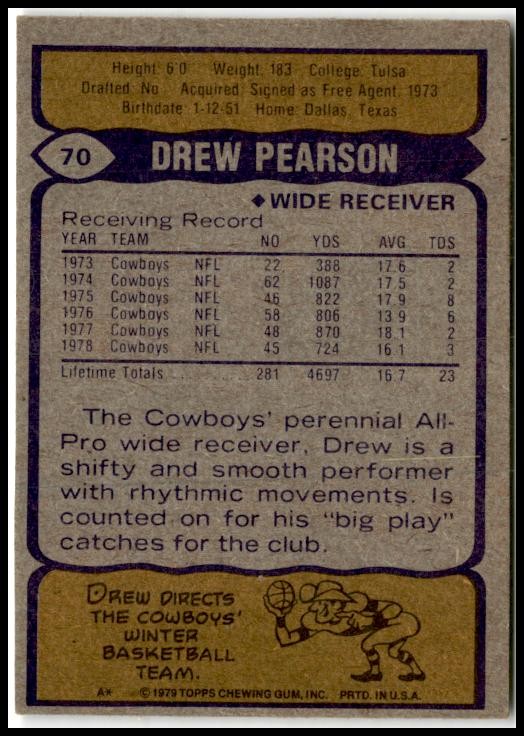 Height: 6'0 Weight: 183 College: Tulsa
Drafted: No Acquired: Signed as Free Agent, 1973
Birthdate: 1-12-51 Home: Dallas, Texas
70 DREW PEARSON
◆ WIDE RECEIVER
Receiving Record
YEAR TEAM NO YDS AVG TDS
1973 Cowboys NFL 22 388 17.6 2
1974 Cowboys NFL 62 1087 17.5 2
1975 Cowboys NFL 46 822 17.9 8
1976 Cowboys NFL 58 806 13.9 6
1977 Cowboys NFL 48 870 18.1 2
1978 Cowboys NFL 45 724 16.1 3
Lifetime Totals ........ 281 4697 16.7 23
The Cowboys' perennial All-
Pro wide receiver, Drew is a
shifty and smooth performer
with rhythmic movements. Is
counted on for his "big play"
catches for the club.
DREW DIRECTS
THE COWBOYS'
WINTER
BASKETBALL
TEAM.
A* © 1979 TOPPS CHEWING GUM, INC. PRTD. IN U.S.A.